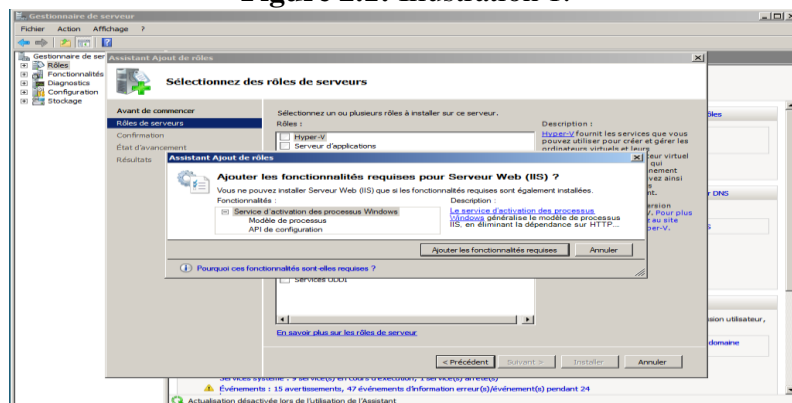 Gestionnaire de serveur
Fichier Action Affichage ?
Gestionnaire de ser
Rôles
Fonctionnalités
Diagnostics
Configuration
Stockage
Assistant Ajout de rôles
Sélectionnez des rôles de serveurs
Avant de commencer
Rôles de serveurs
Confirmation
État d'avancement
Résultats
Sélectionnez un ou plusieurs rôles à installer sur ce serveur.
Rôles :
Hyper-V
Serveur d'applications
Description :
Hyper-V fournit les services que vous
pouvez utiliser pour créer et gérer les
ordinateurs virtuels et leurs
Assistant Ajout de rôles
Ajouter les fonctionnalités requises pour Serveur Web (IIS) ?
Vous ne pouvez installer Serveur Web (IIS) que si les fonctionnalités requises sont également installées.
Fonctionnalités :
Service d'activation des processus Windows
Modèle de processus
API de configuration
Description :
Le service d'activation des processus
Windows généralise le modèle de processus
IIS, en éliminant la dépendance sur HTTP...
Ajouter les fonctionnalités requises
Annuler
Pourquoi ces fonctionnalités sont-elles requises ?
Services UDDI
En savoir plus sur les rôles de serveur
< Précédent
Suivant >
Installer
Annuler
Événements : 15 avertissements, 47 événements d'information erreur(s)/événement(s) pendant 24
Actualisation désactivée lors de l'utilisation de l'Assistant